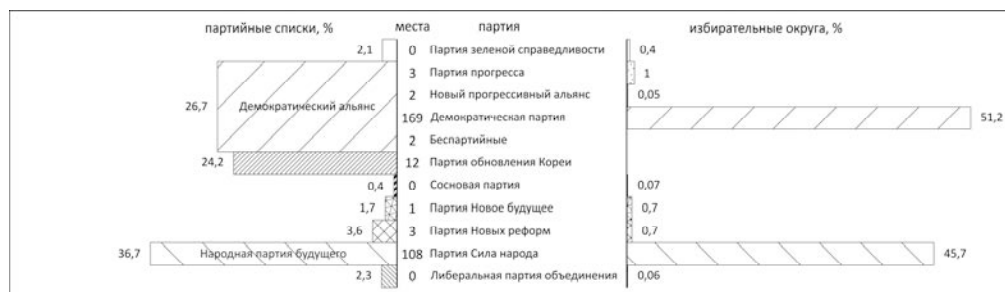 партийные списки, % места партия избирательные округа, %
2,1 0 Партия зеленой справедливости 0,4
3 Партия прогресса 1
2 Новый прогрессивный альянс 0,05
26,7 Демократический альянс 169 Демократическая партия 51,2
2 Беспартийные
24,2 12 Партия обновления Кореи
0,4 0 Сосновая партия 0,07
1,7 1 Партия Новое будущее 0,7
3,6 3 Партия Новых реформ 0,7
36,7 Народная партия будущего 108 Партия Сила народа 45,7
2,3 0 Либеральная партия объединения 0,06